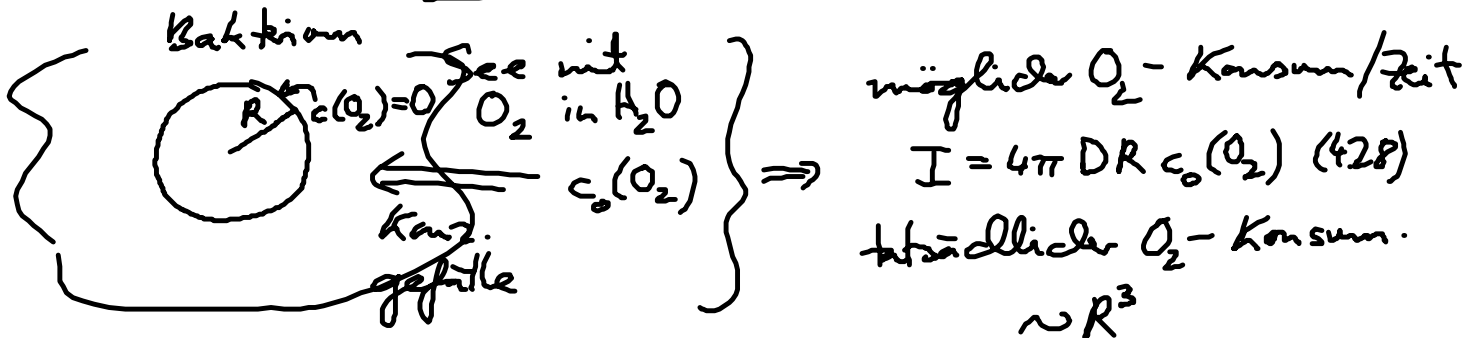 Bakterium
R
c(O₂)=0
See mit
O₂ in H₂O
c₀(O₂)
Konz.
gefälle
⇒
möglicher O₂-Konsum/Zeit
I = 4π DR c₀(O₂) (428)
tatsächlicher O₂-Konsum.
~ R³